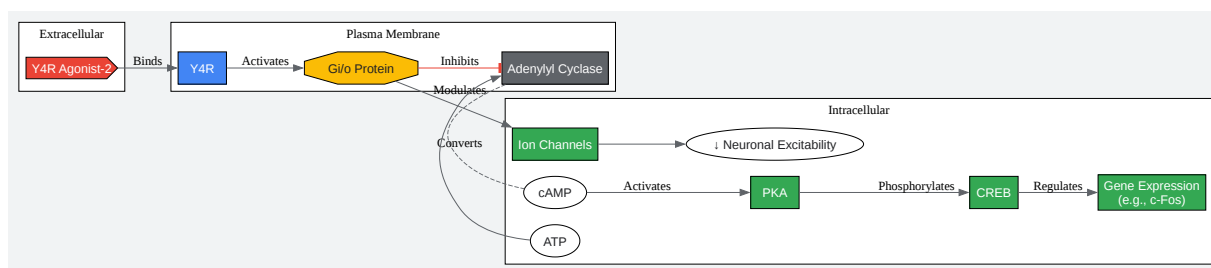 Extracellular
Plasma Membrane
Y4R Agonist-2
Binds
Y4R
Activates
Gi/o Protein
Inhibits
Adenylyl Cyclase
Modulates
Intracellular
Converts
Ion Channels
↓ Neuronal Excitability
cAMP
Activates
PKA
Phosphorylates
CREB
Regulates
Gene Expression
(e.g., c-Fos)
ATP